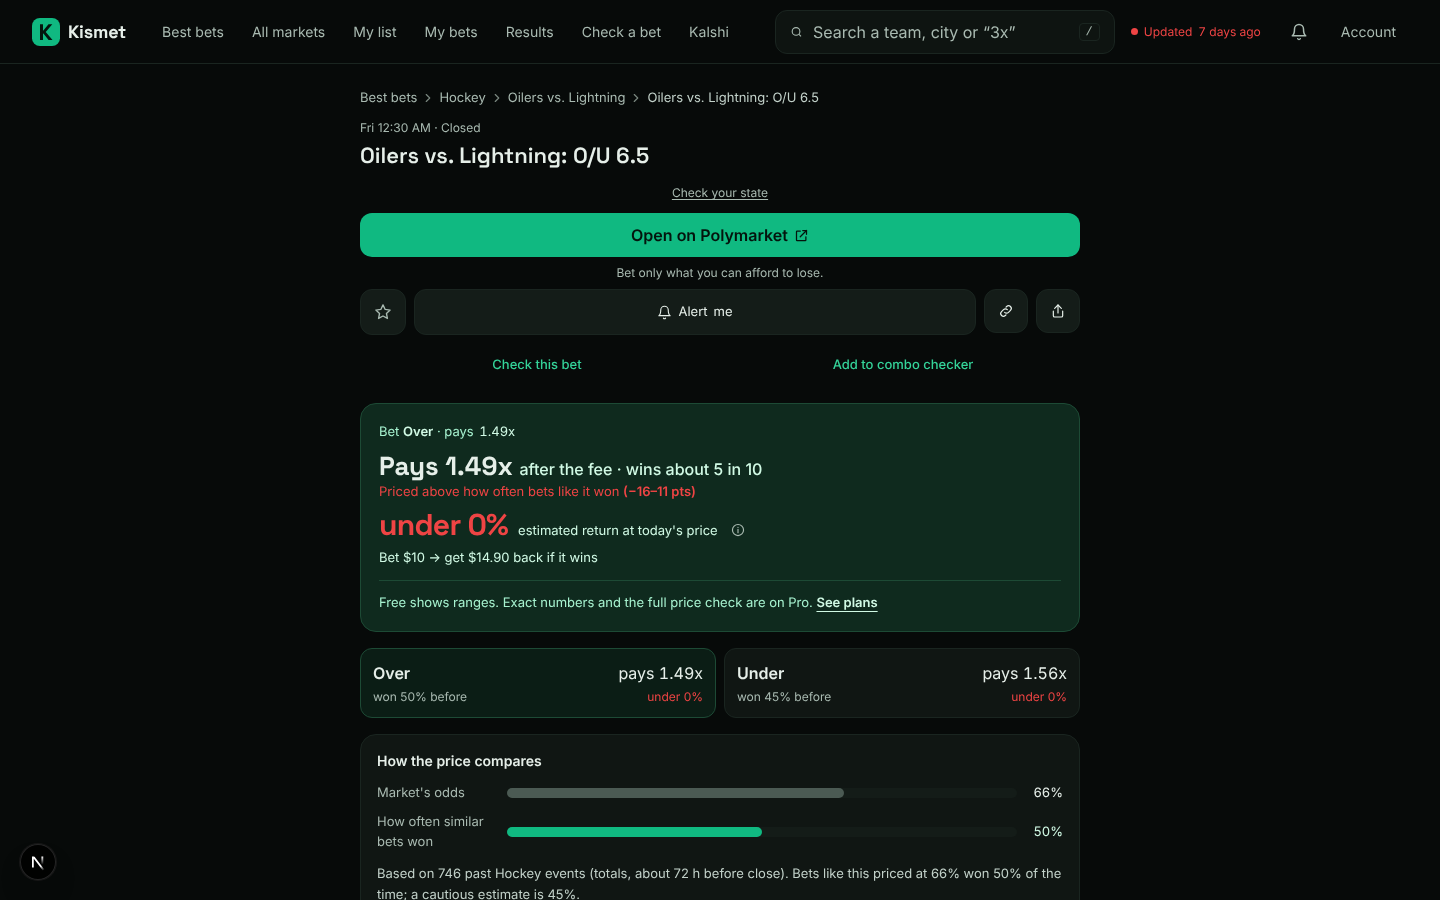 K Kismet Best bets All markets My list My bets Results Check a bet Kalshi Search a team, city or “3x” / Updated 7 days ago Account
Best bets > Hockey > Oilers vs. Lightning > Oilers vs. Lightning: O/U 6.5
Fri 12:30 AM · Closed
Oilers vs. Lightning: O/U 6.5
Check your state
Open on Polymarket
Bet only what you can afford to lose.
Alert me
Check this bet Add to combo checker
Bet Over · pays 1.49x
Pays 1.49x after the fee · wins about 5 in 10
Priced above how often bets like it won (−16–11 pts)
under 0% estimated return at today's price
Bet $10 → get $14.90 back if it wins
Free shows ranges. Exact numbers and the full price check are on Pro. See plans
Over pays 1.49x Under pays 1.56x
won 50% before under 0% won 45% before under 0%
How the price compares
Market's odds 66%
How often similar
bets won 50%
Based on 746 past Hockey events (totals, about 72 h before close). Bets like this priced at 66% won 50% of the
time; a cautious estimate is 45%.
N